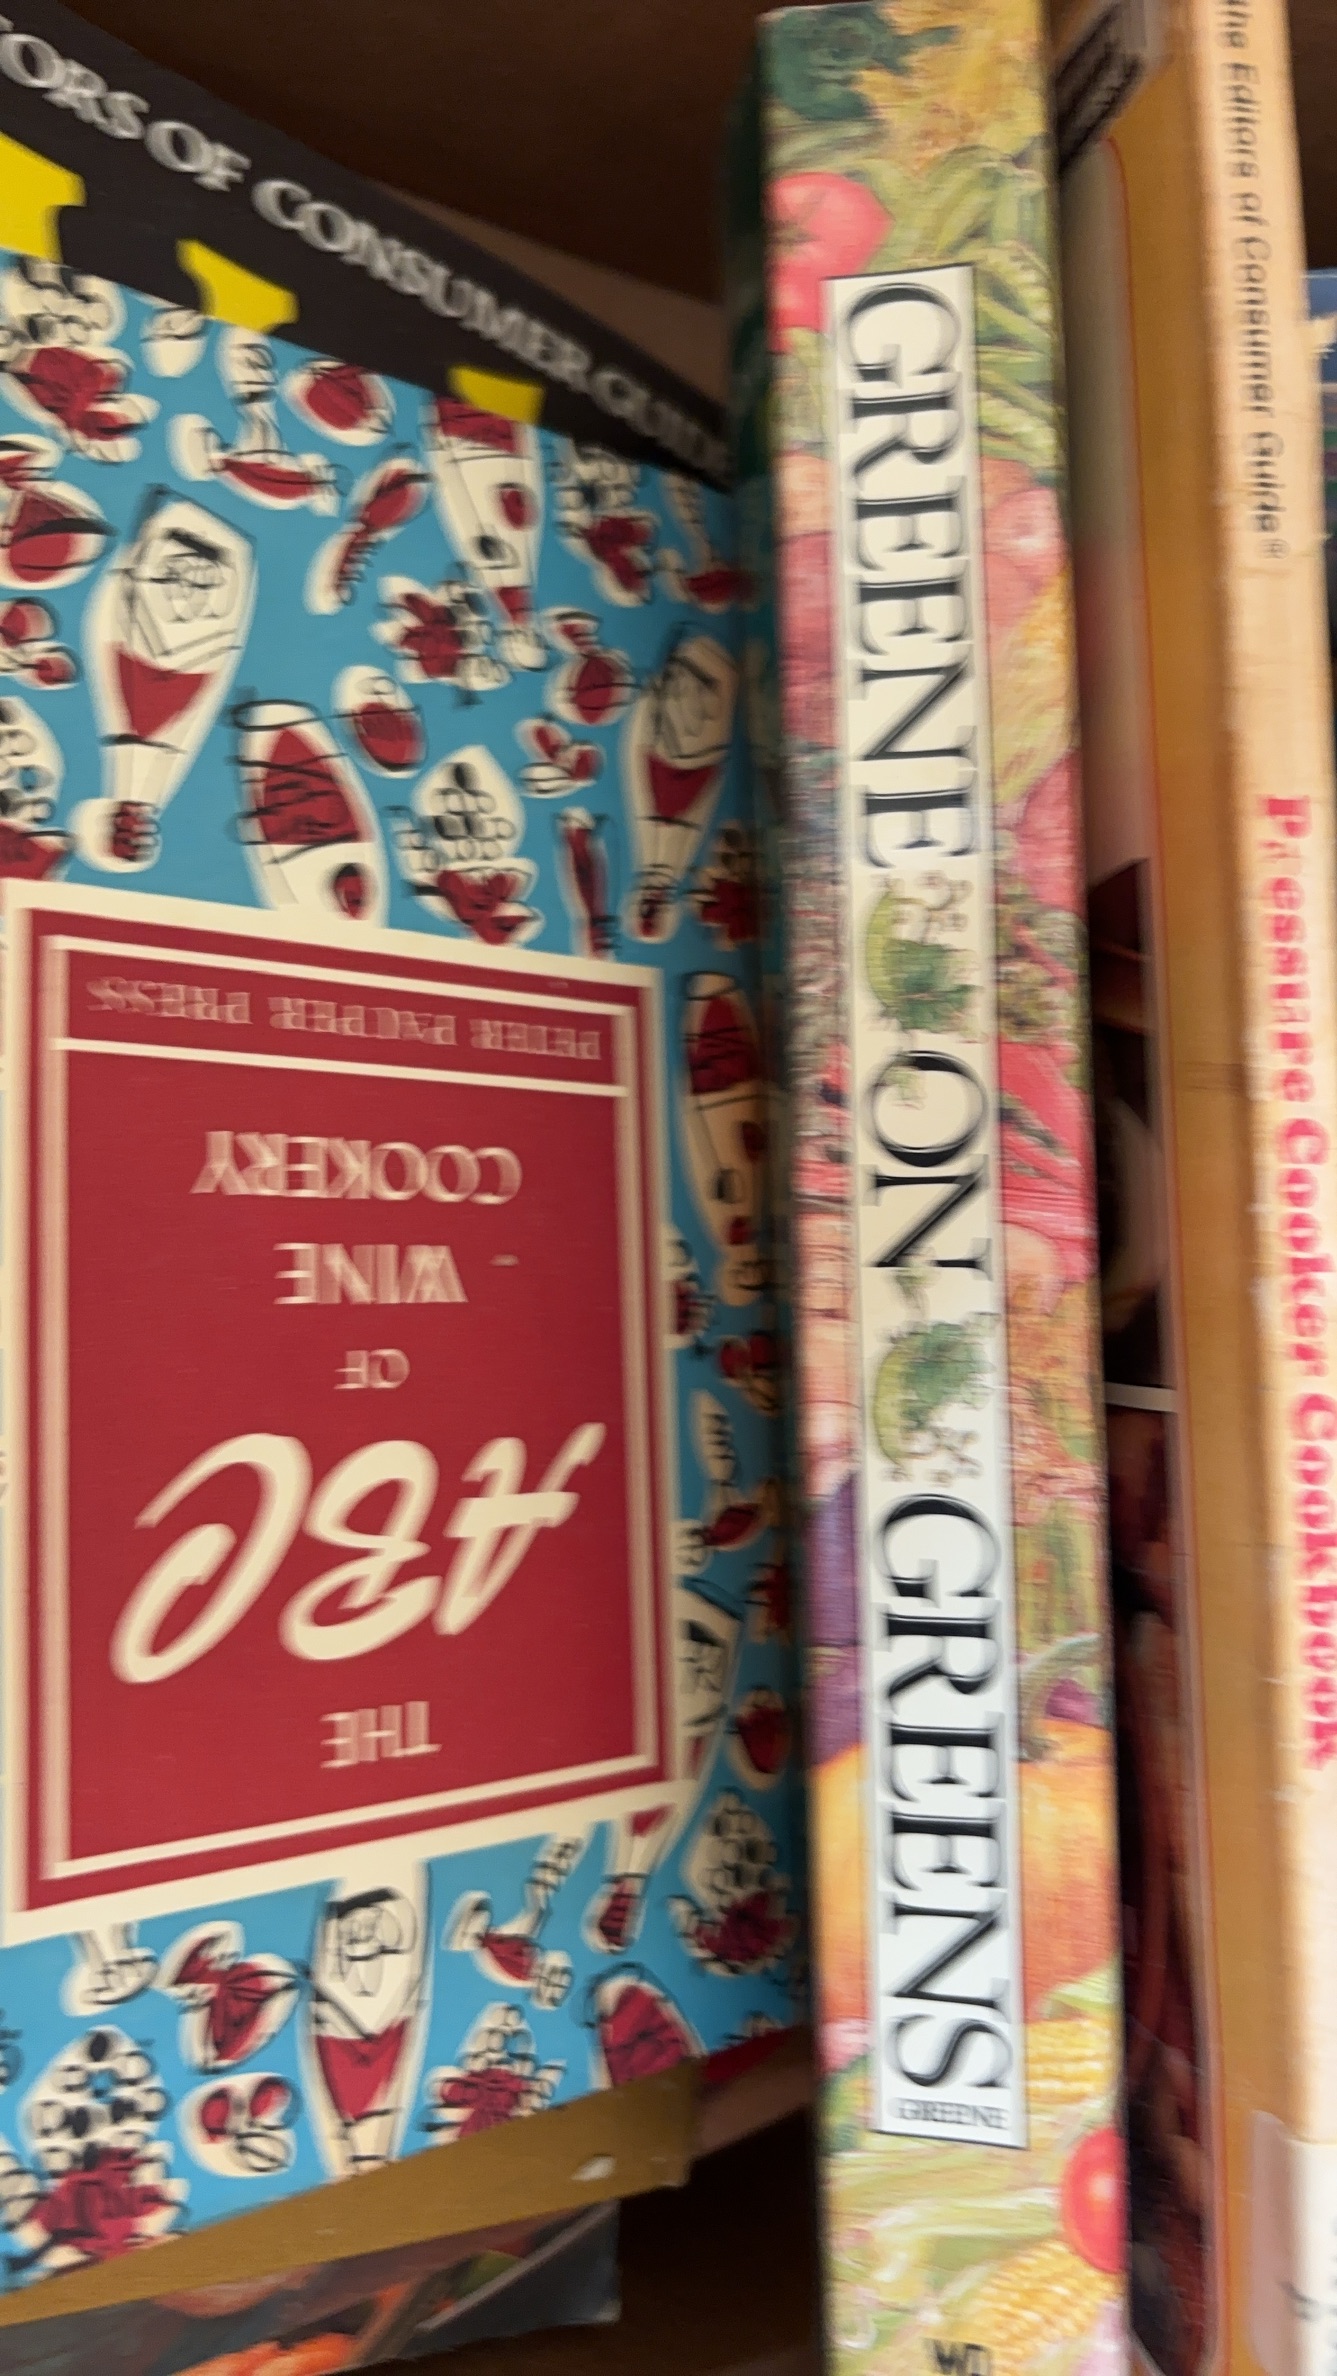 TORS OF CONSUMER GUIDE
PETER PAUPER PRESS
THE
ABC
OF
WINE
COOKERY
GREENE ON GREENS
GREENE
the Editors of Consumer Guide®
Pressure Cooker Cookbook